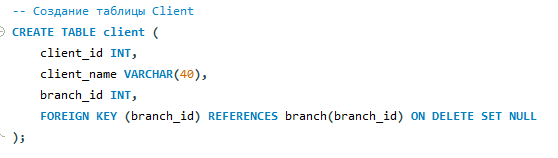 -- Создание таблицы Client
CREATE TABLE client (
    client_id INT,
    client_name VARCHAR(40),
    branch_id INT,
    FOREIGN KEY (branch_id) REFERENCES branch(branch_id) ON DELETE SET NULL
);